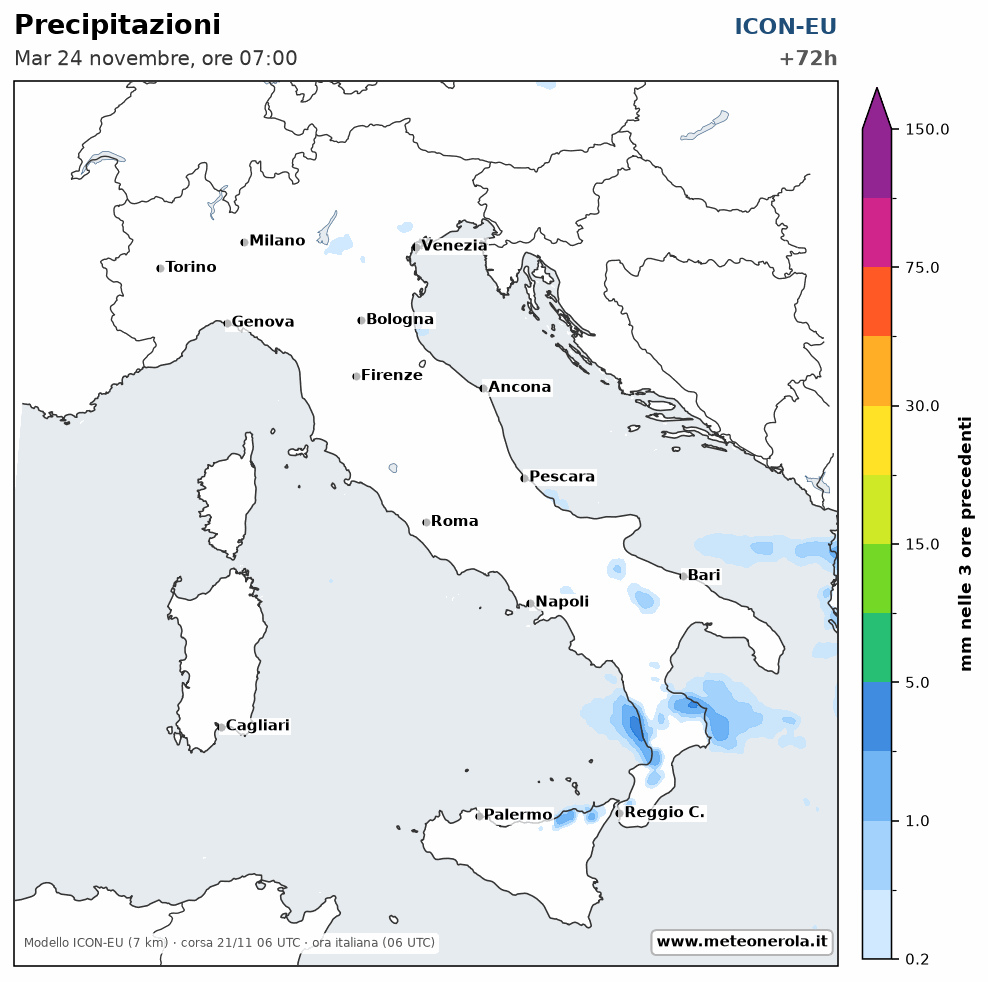 Precipitazioni
ICON-EU
Mar 24 novembre, ore 07:00
+72h
150.0
75.0
30.0
15.0
5.0
1.0
0.2
mm nelle 3 ore precedenti
Milano
Venezia
Torino
Genova
Bologna
Firenze
Ancona
Pescara
Roma
Bari
Napoli
Cagliari
Palermo
Reggio C.
Modello ICON-EU (7 km) · corsa 21/11 06 UTC · ora italiana (06 UTC)
www.meteonerola.it